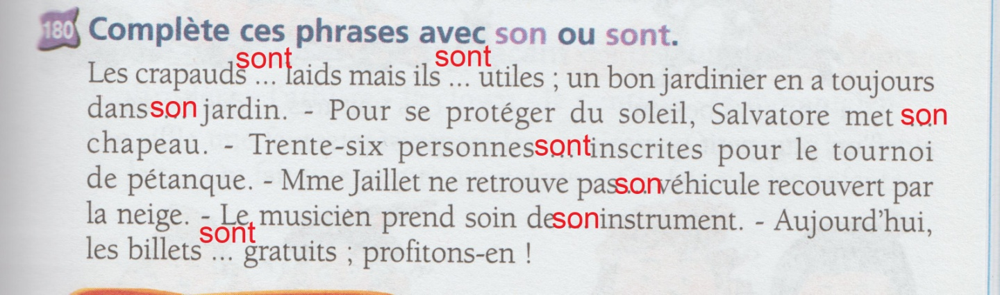 180 Complète ces phrases avec son ou sont.
Les crapauds sont ... laids mais ils sont ... utiles ; un bon jardinier en a toujours
dans son jardin. - Pour se protéger du soleil, Salvatore met son
chapeau. - Trente-six personnes sont inscrites pour le tournoi
de pétanque. - Mme Jaillet ne retrouve pas son véhicule recouvert par
la neige. - Le musicien prend soin de son instrument. - Aujourd'hui,
les billets sont ... gratuits ; profitons-en !